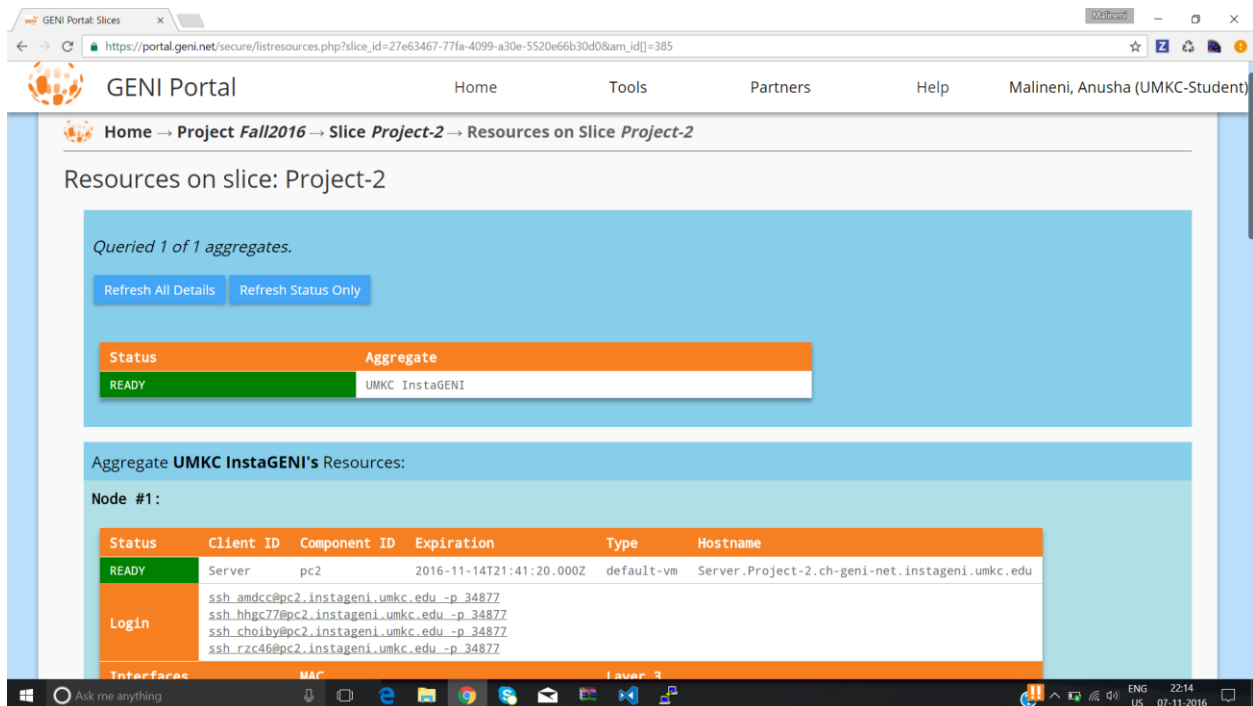 GENI Portal: Slices
Malineni
https://portal.geni.net/secure/listresources.php?slice_id=27e63467-77fa-4099-a30e-5520e66b30d0&am_id[]=385
GENI Portal Home Tools Partners Help Malineni, Anusha (UMKC-Student)
Home → Project Fall2016 → Slice Project-2 → Resources on Slice Project-2
Resources on slice: Project-2
Queried 1 of 1 aggregates.
Refresh All Details Refresh Status Only
Status Aggregate
READY UMKC InstaGENI
Aggregate UMKC InstaGENI's Resources:
Node #1:
Status Client ID Component ID Expiration Type Hostname
READY Server pc2 2016-11-14T21:41:20.000Z default-vm Server.Project-2.ch-geni-net.instageni.umkc.edu
Login
ssh amdcc@pc2.instageni.umkc.edu -p 34877
ssh hhgc77@pc2.instageni.umkc.edu -p 34877
ssh choiby@pc2.instageni.umkc.edu -p 34877
ssh rzc46@pc2.instageni.umkc.edu -p 34877
Interfaces MAC Layer 3
Ask me anything
ENG 22:14
US 07-11-2016